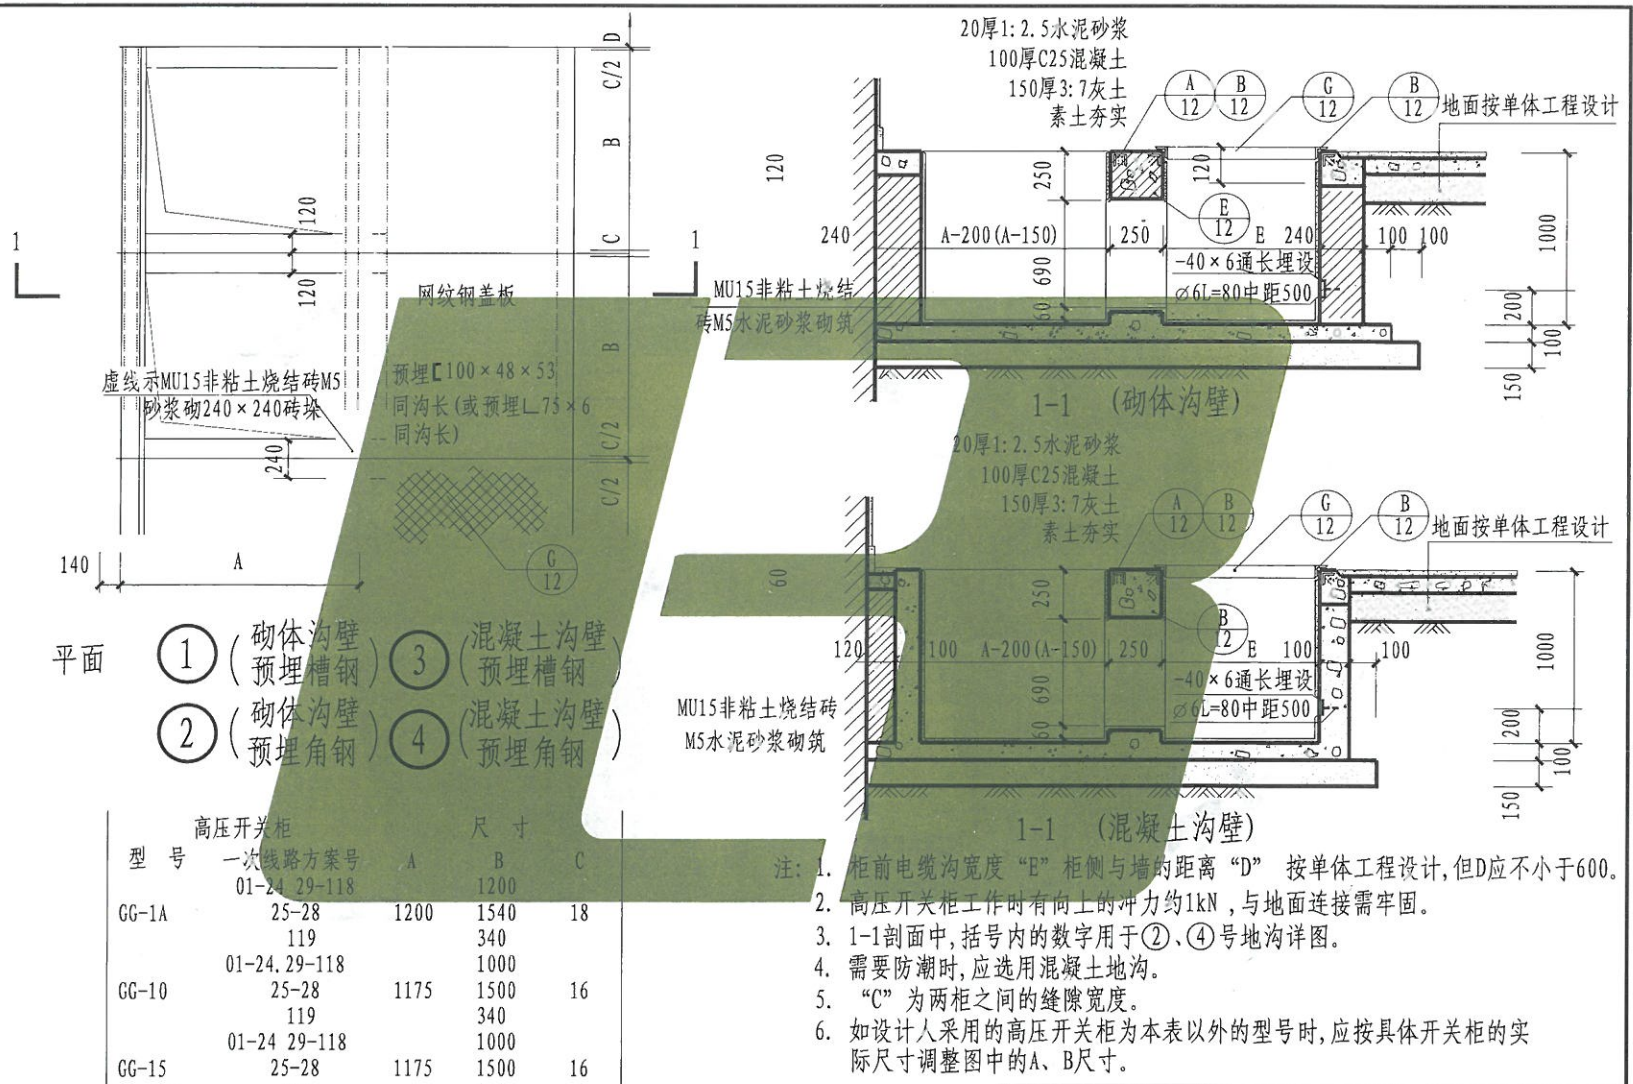 D
C/2
B
C
B
C/2
C/2
120
120
240
1
1
网纹钢盖板
预埋[100×48×53
同沟长(或预埋L75×6
同沟长)
虚线示MU15非粘土烧结砖M5
砂浆砌240×240砖垛
G
12
140
A
平面
1
(砌体沟壁
预埋槽钢)
3
(混凝土沟壁
预埋槽钢)
2
(砌体沟壁
预埋角钢)
4
(混凝土沟壁
预埋角钢)
20厚1:2.5水泥砂浆
100厚C25混凝土
150厚3:7灰土
素土夯实
A
12
B
12
G
12
B
12
地面按单体工程设计
120
250
120
E
12
240
A-200(A-150)
250
E
240
100
100
1000
690
-40×6通长埋设
∅6L=80中距500
60
200
100
150
MU15非粘土烧结
砖M5水泥砂浆砌筑
1-1 (砌体沟壁)
20厚1:2.5水泥砂浆
100厚C25混凝土
150厚3:7灰土
素土夯实
A
12
B
12
G
12
B
12
地面按单体工程设计
60
250
B
12
120
100
A-200(A-150)
250
E
100
100
1000
690
-40×6通长埋设
∅6L=80中距500
60
200
100
150
MU15非粘土烧结砖
M5水泥砂浆砌筑
1-1 (混凝土沟壁)
高压开关柜 尺 寸
型 号 一次线路方案号 A B C
01-24 29-118 1200
GG-1A 25-28 1200 1540 18
119 340
01-24.29-118 1000
GG-10 25-28 1175 1500 16
119 340
01-24 29-118 1000
GG-15 25-28 1175 1500 16
注: 1. 柜前电缆沟宽度“E”柜侧与墙的距离“D” 按单体工程设计,但D应不小于600.
2. 高压开关柜工作时有向上的冲力约1kN,与地面连接需牢固。
3. 1-1剖面中,括号内的数字用于②、④号地沟详图。
4. 需要防潮时,应选用混凝土地沟。
5. “C”为两柜之间的缝隙宽度。
6. 如设计人采用的高压开关柜为本表以外的型号时,应按具体开关柜的实
际尺寸调整图中的A、B尺寸。